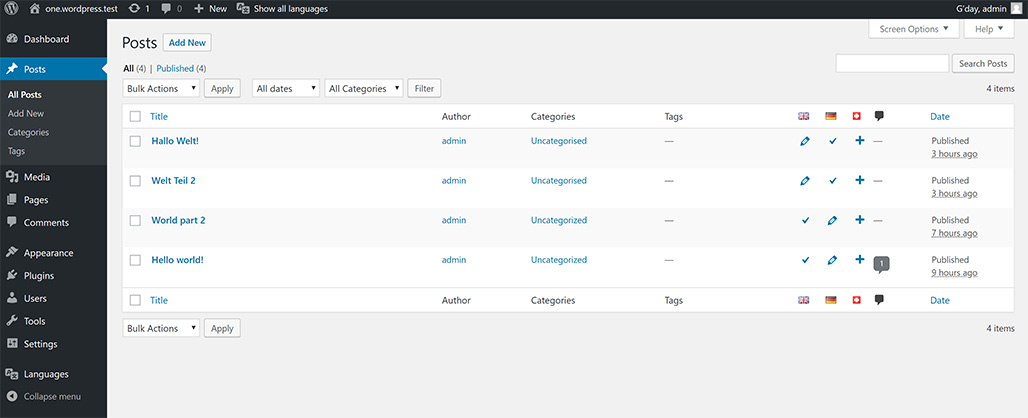 one.wordpress.test 1 0 New Show all languages G'day, admin
Dashboard
Posts
All Posts
Add New
Categories
Tags
Media
Pages
Comments
Appearance
Plugins
Users
Tools
Settings
Languages
Collapse menu
Screen Options Help
Posts Add New
All (4) | Published (4) Search Posts
Bulk Actions Apply All dates All Categories Filter 4 items
Title Author Categories Tags Date
Hallo Welt! admin Uncategorised — — Published
3 hours ago
Welt Teil 2 admin Uncategorised — — Published
3 hours ago
World part 2 admin Uncategorized — — Published
7 hours ago
Hello world! admin Uncategorized — 1 Published
9 hours ago
Title Author Categories Tags Date
Bulk Actions Apply 4 items